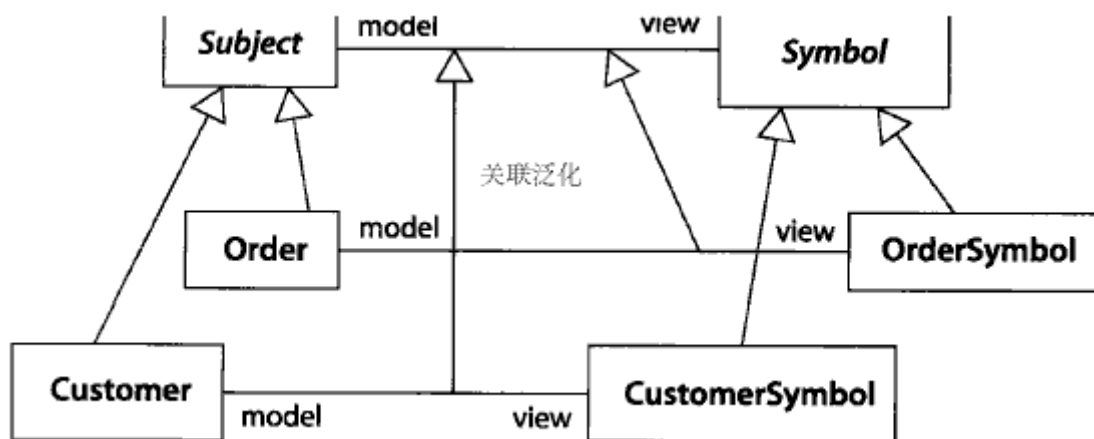 model
view
Subject
Symbol
关联泛化
model
view
Order
OrderSymbol
Customer
CustomerSymbol
model
view